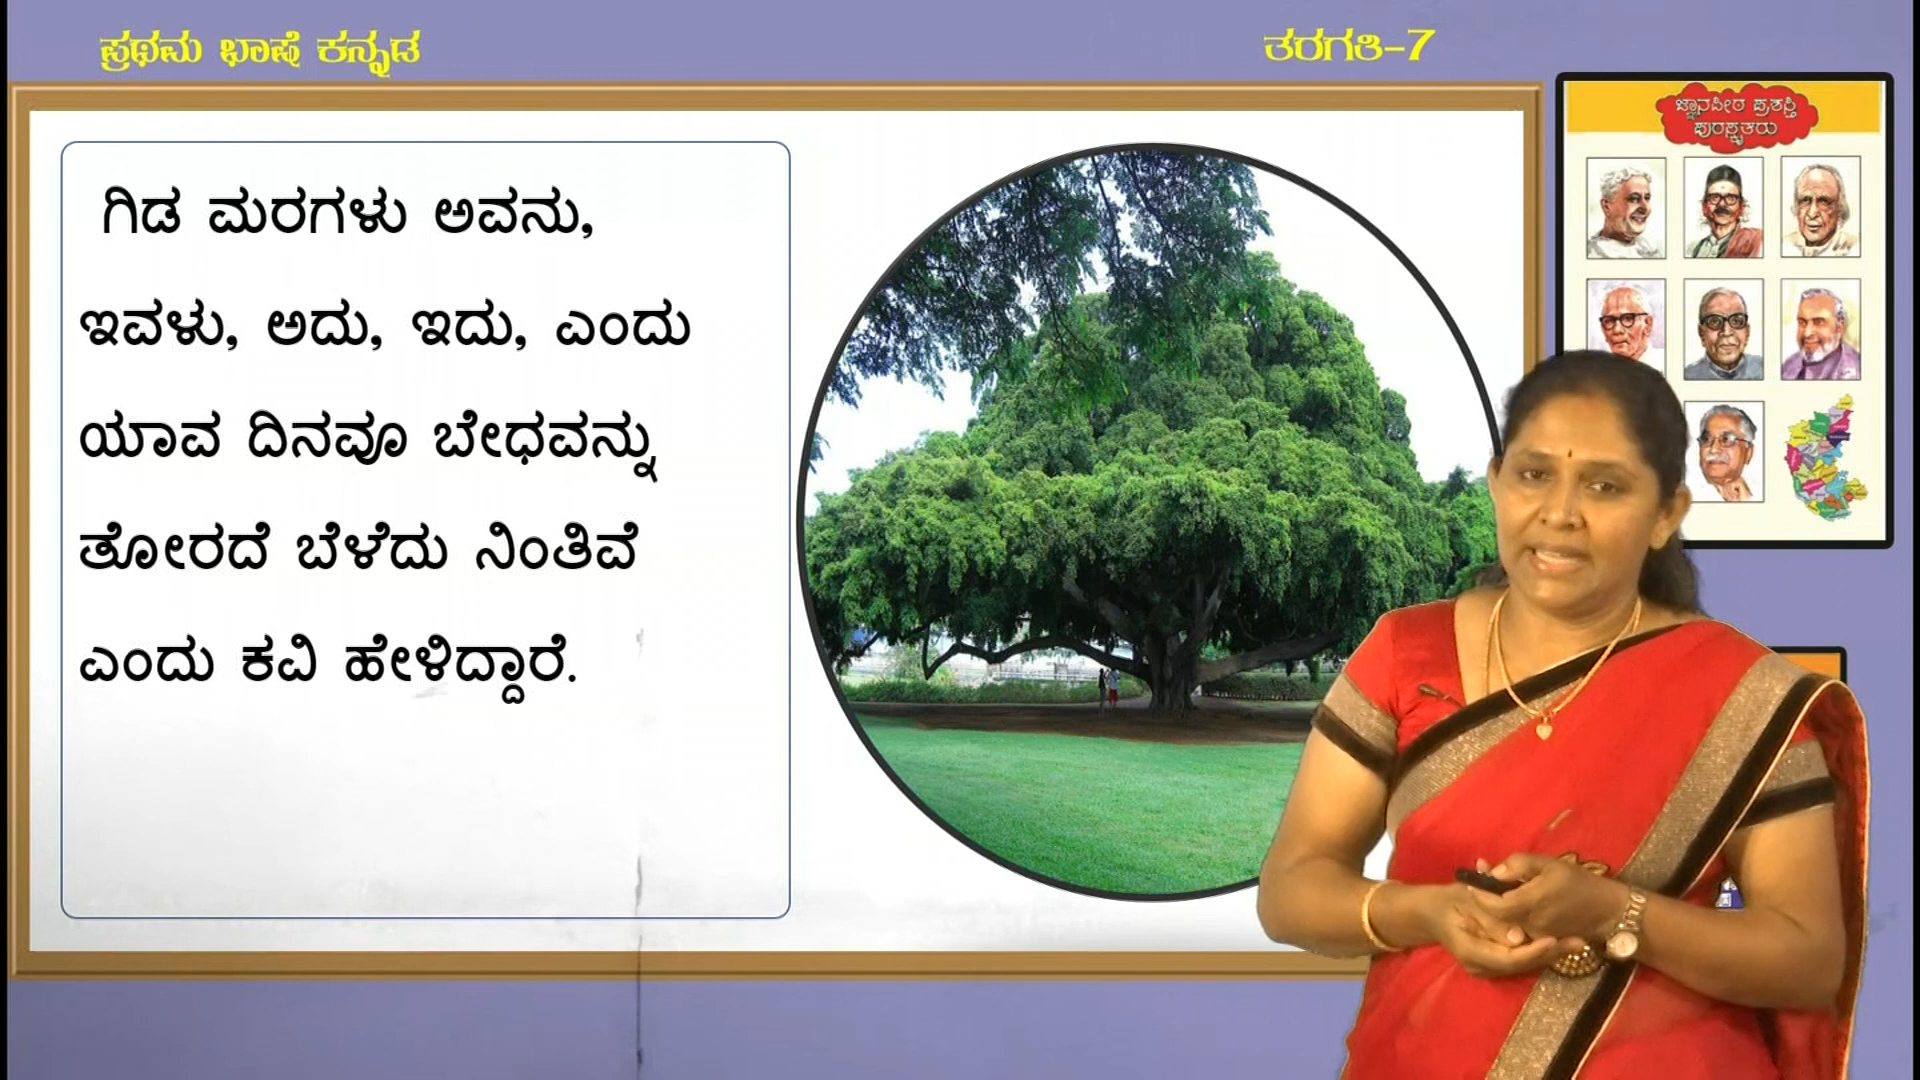 ಪ್ರಥಮ ಭಾಷೆ ಕನ್ನಡ
ತರಗತಿ-7
ಜ್ಞಾನಪೀಠ ಪ್ರಶಸ್ತಿ
ಪುರಸ್ಕೃತರು
ಗಿಡ ಮರಗಳು ಅವನು,
ಇವಳು, ಅದು, ಇದು, ಎಂದು
ಯಾವ ದಿನವೂ ಬೇಧವನ್ನು
ತೋರದೆ ಬೆಳೆದು ನಿಂತಿವೆ
ಎಂದು ಕವಿ ಹೇಳಿದ್ದಾರೆ.